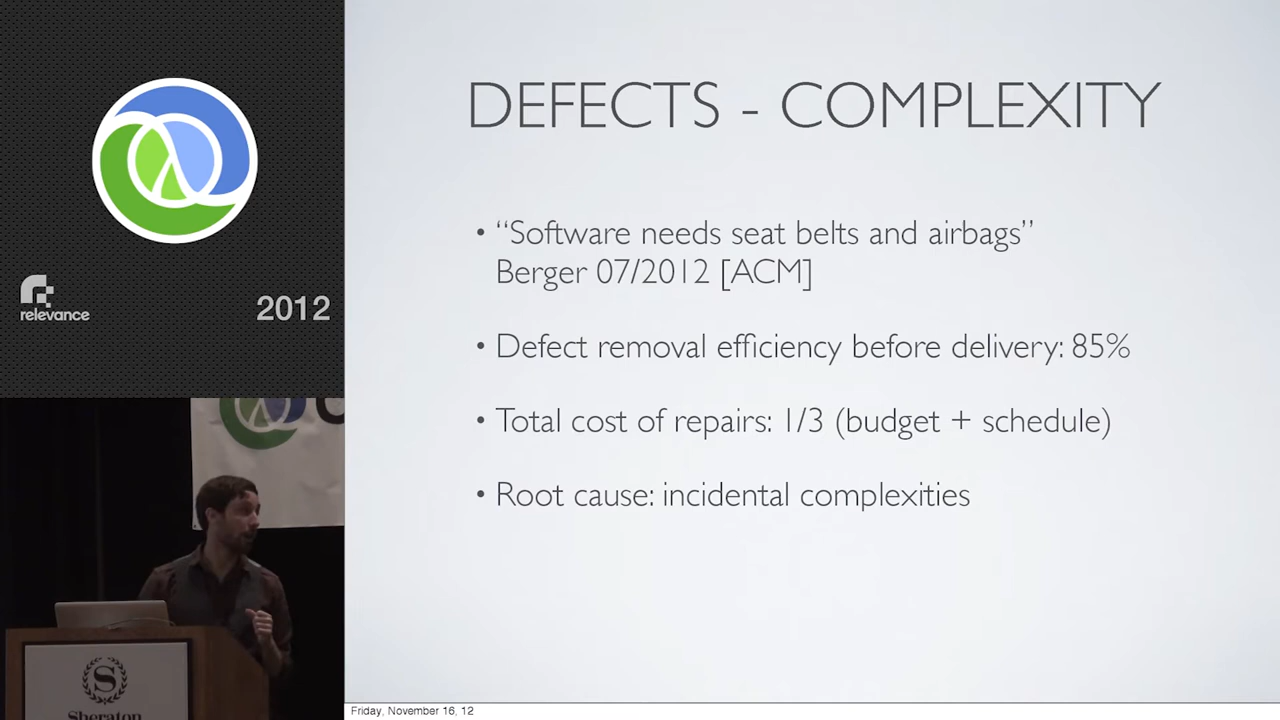 relevance
2012
DEFECTS - COMPLEXITY
• “Software needs seat belts and airbags”
Berger 07/2012 [ACM]
• Defect removal efficiency before delivery: 85%
• Total cost of repairs: 1/3 (budget + schedule)
• Root cause: incidental complexities
Sheraton
Friday, November 16, 12